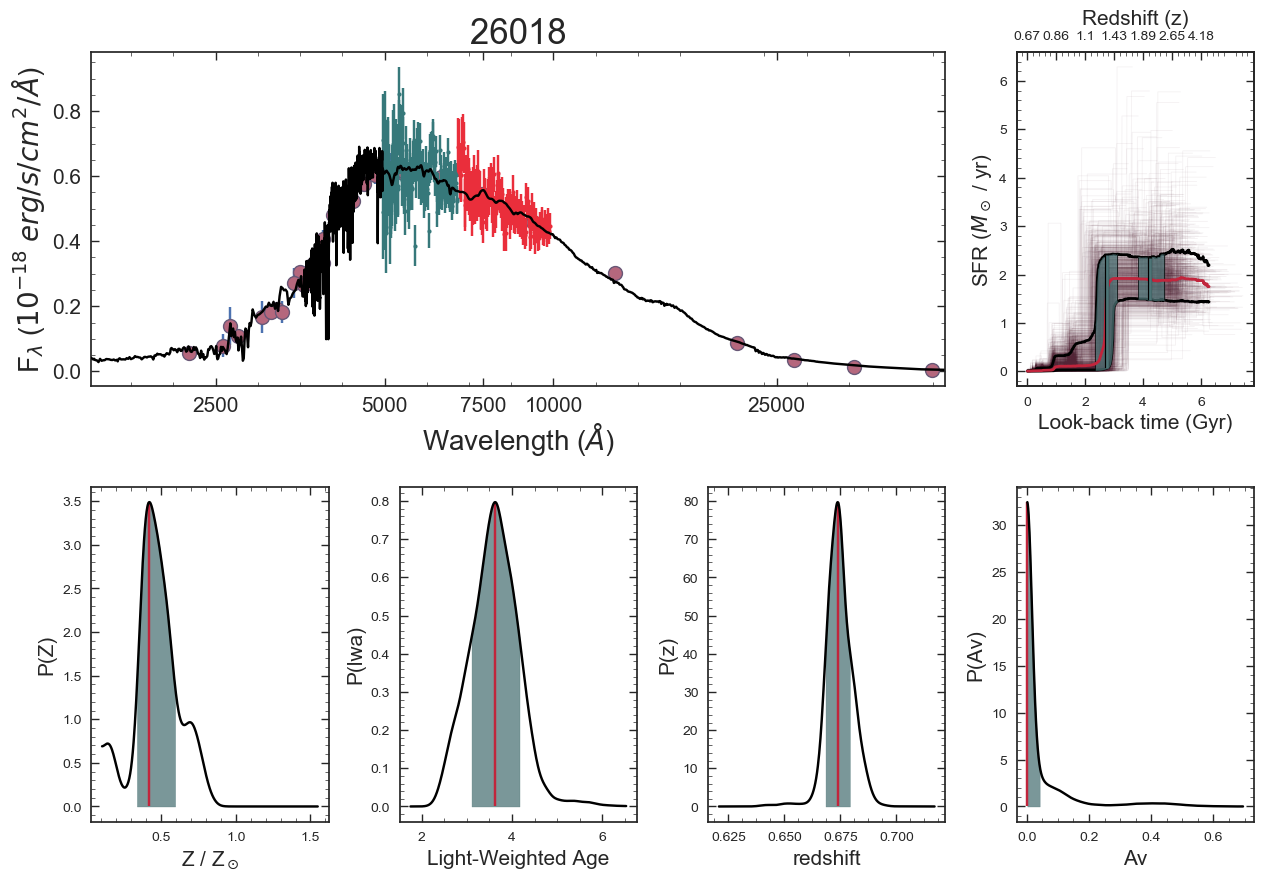 26018
F_λ (10^−18 erg/s/cm^2/Å)
0.8
0.6
0.4
0.2
0.0
2500 5000 7500 10000 25000
Wavelength (Å)
Redshift (z)
0.67 0.86 1.1 1.43 1.89 2.65 4.18
SFR (M_⊙ / yr)
6
5
4
3
2
1
0
0 2 4 6
Look-back time (Gyr)
P(Z)
3.5
3.0
2.5
2.0
1.5
1.0
0.5
0.0
0.5 1.0 1.5
Z / Z_⊙
P(lwa)
0.8
0.7
0.6
0.5
0.4
0.3
0.2
0.1
0.0
2 4 6
Light-Weighted Age
P(z)
80
70
60
50
40
30
20
10
0
0.625 0.650 0.675 0.700
redshift
P(Av)
30
25
20
15
10
5
0
0.0 0.2 0.4 0.6
Av